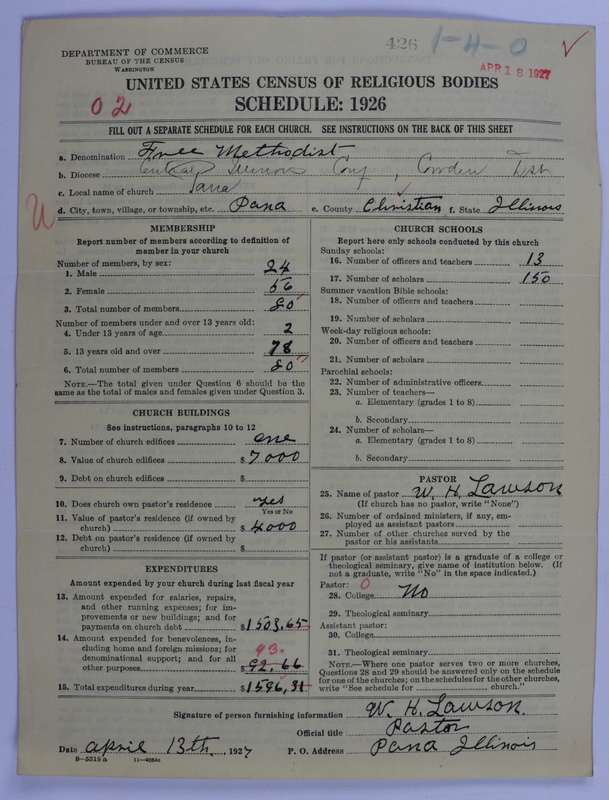 426 1-4-0
DEPARTMENT OF COMMERCE
BUREAU OF THE CENSUS
WASHINGTON
APR 18 1927
UNITED STATES CENSUS OF RELIGIOUS BODIES
SCHEDULE: 1926
02
FILL OUT A SEPARATE SCHEDULE FOR EACH CHURCH. SEE INSTRUCTIONS ON THE BACK OF THIS SHEET
a. Denomination Free Methodist
b. Diocese Central Illinois Conf, Cowden Dist
c. Local name of church Pana
d. City, town, village, or township, etc. Pana e. County Christian f. State Illinois
MEMBERSHIP
Report number of members according to definition of
member in your church
Number of members, by sex:
1. Male 24
2. Female 56
3. Total number of members 80
Number of members under and over 13 years old:
4. Under 13 years of age 2
5. 13 years old and over 78
6. Total number of members 80
NOTE.—The total given under Question 6 should be the
same as the total of males and females given under Question 3.
CHURCH BUILDINGS
See instructions, paragraphs 10 to 12
7. Number of church edifices one
8. Value of church edifices $7000
9. Debt on church edifices $
10. Does church own pastor's residence yes
Yes or No
11. Value of pastor's residence (if owned by
church) $4000
12. Debt on pastor's residence (if owned by
church) $
EXPENDITURES
Amount expended by your church during last fiscal year
13. Amount expended for salaries, repairs,
and other running expenses; for im-
provements or new buildings; and for
payments on church debt $1503.65
14. Amount expended for benevolences, in-
cluding home and foreign missions; for
denominational support; and for all
other purposes 93. $92.66
15. Total expenditures during year $1596,31
CHURCH SCHOOLS
Report here only schools conducted by this church
Sunday schools:
16. Number of officers and teachers 13
17. Number of scholars 150
Summer vacation Bible schools:
18. Number of officers and teachers
19. Number of scholars
Week-day religious schools:
20. Number of officers and teachers
21. Number of scholars
Parochial schools:
22. Number of administrative officers
23. Number of teachers—
a. Elementary (grades 1 to 8)
b. Secondary
24. Number of scholars—
a. Elementary (grades 1 to 8)
b. Secondary
PASTOR
25. Name of pastor W. H. Lawson
(If church has no pastor, write "None")
26. Number of ordained ministers, if any, em-
ployed as assistant pastors
27. Number of other churches served by the
pastor or his assistants
If pastor (or assistant pastor) is a graduate of a college or
theological seminary, give name of institution below. (If
not a graduate, write "No" in the space indicated.)
Pastor: 0
28. College No
29. Theological seminary
Assistant pastor:
30. College
31. Theological seminary
NOTE.—Where one pastor serves two or more churches,
Questions 28 and 29 should be answered only on the schedule
for one of the churches; on the schedules for the other churches,
write "See schedule for church."
Signature of person furnishing information W. H. Lawson.
Official title Pastor
Date April 13th, 1927 P. O. Address Pana Illinois
8-5518a